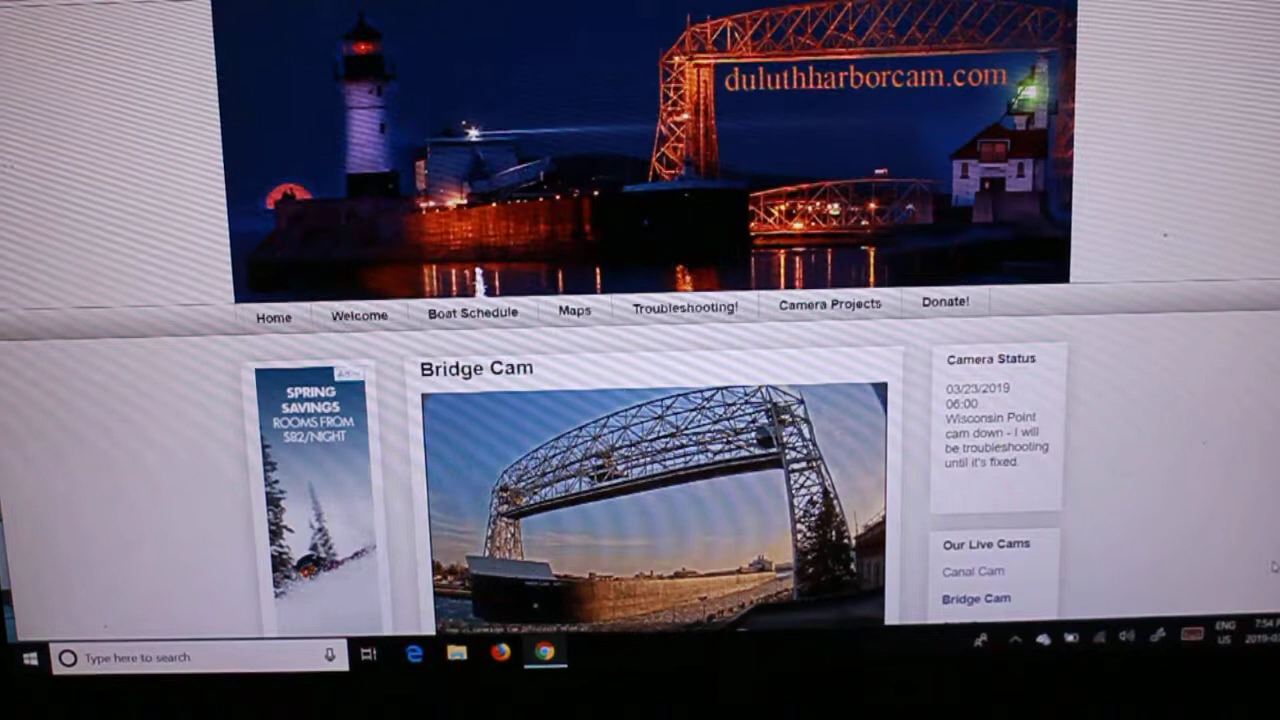 duluthharborcam.com
Home Welcome Boat Schedule Maps Troubleshooting! Camera Projects Donate!
SPRING
SAVINGS
ROOMS FROM
$82/NIGHT
Bridge Cam
Camera Status
03/23/2019
06:00
Wisconsin Point
cam down - I will
be troubleshooting
until it's fixed.
Our Live Cams
Canal Cam
Bridge Cam
Type here to search
ENG
US
7:54